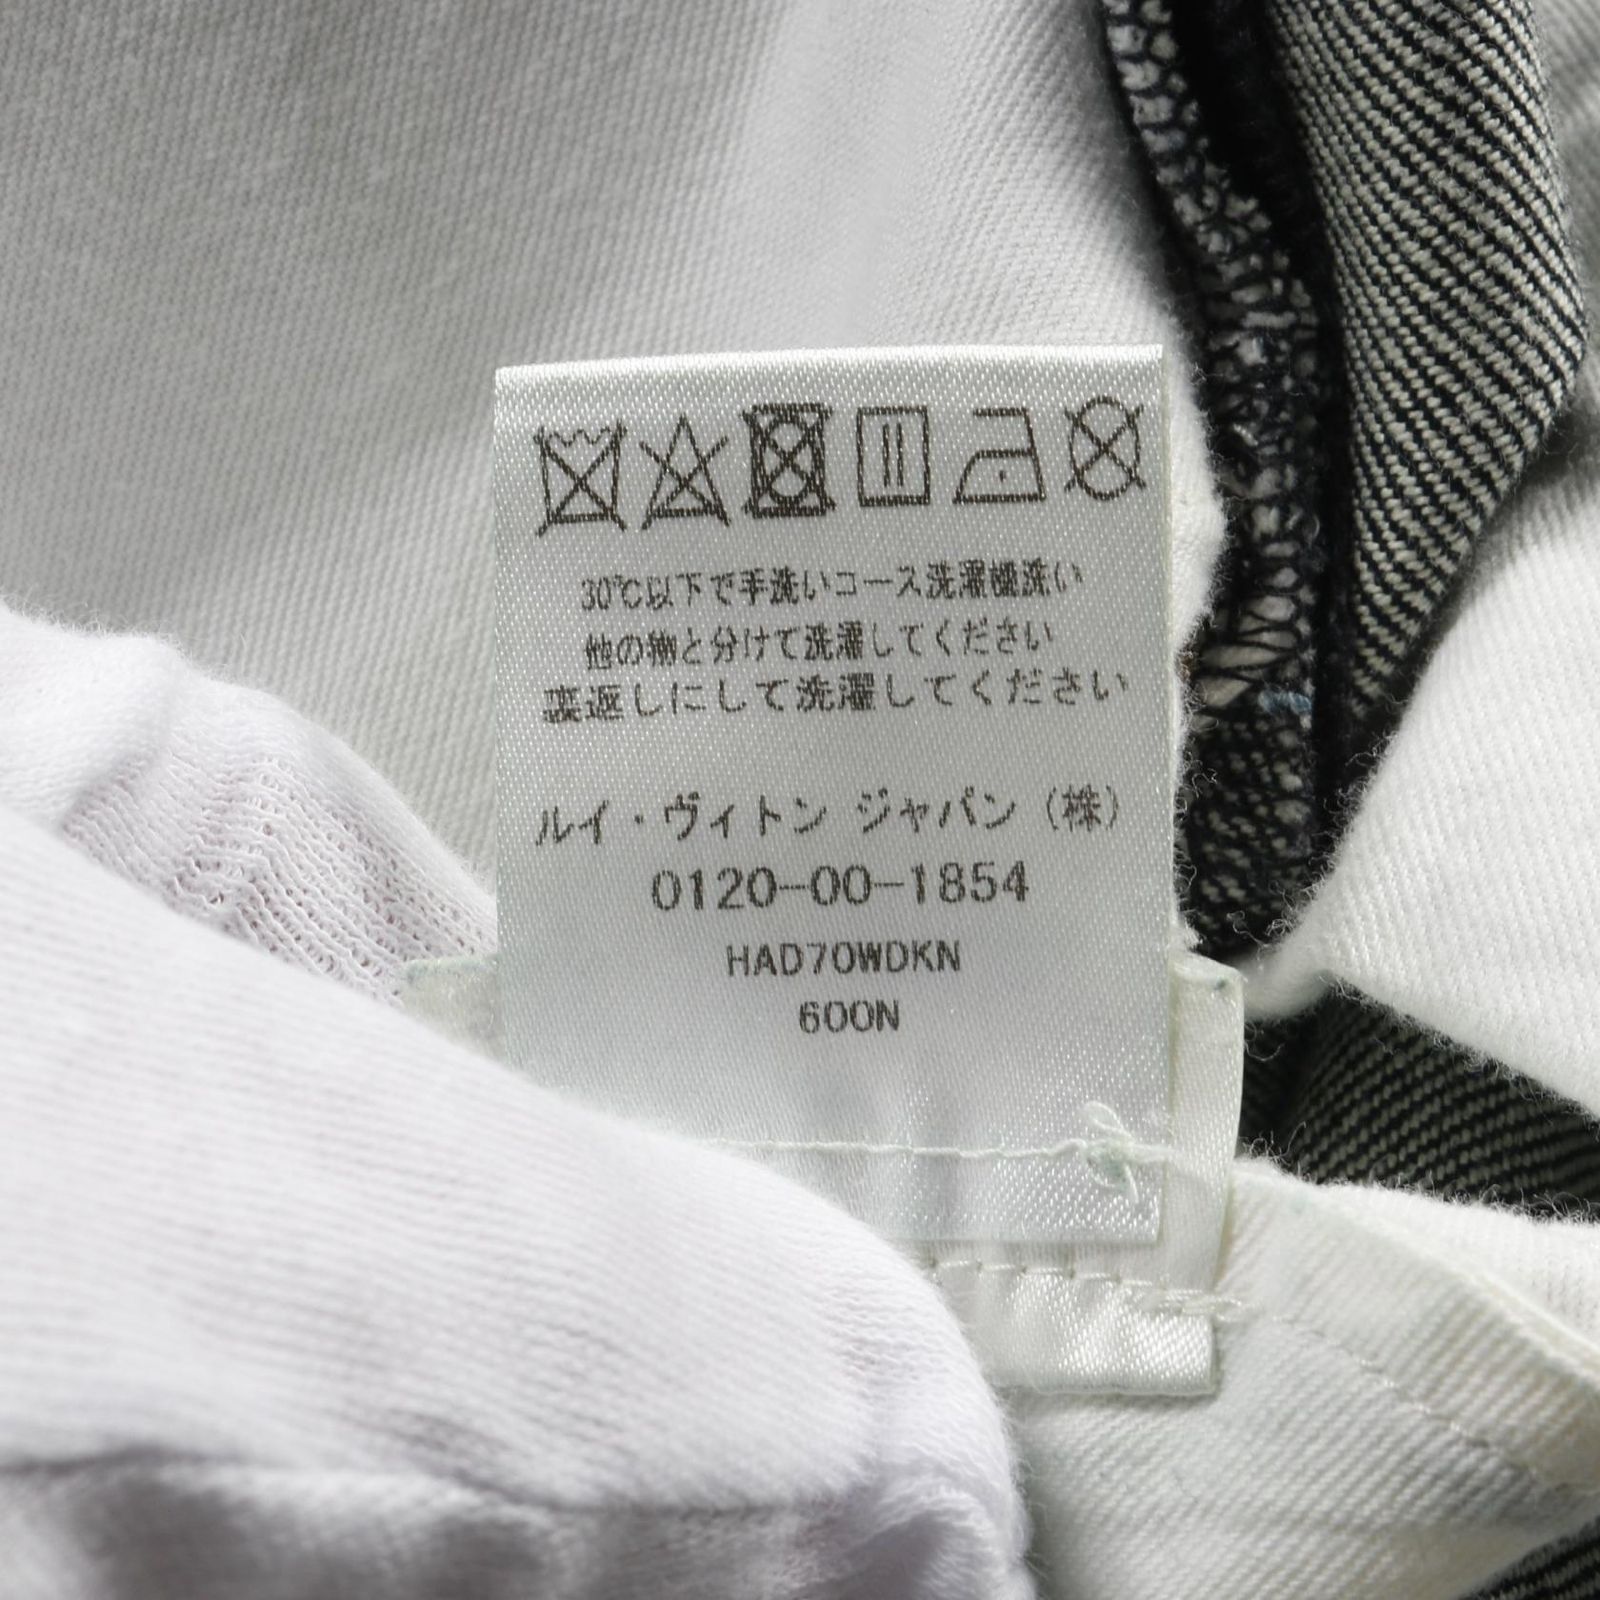 30℃以下で手洗いコース洗濯機洗い
他の物と分けて洗濯してください
裏返しにして洗濯してください
ルイ・ヴィトン ジャパン（株）
0120-00-1854
HAD70WDKN
600N